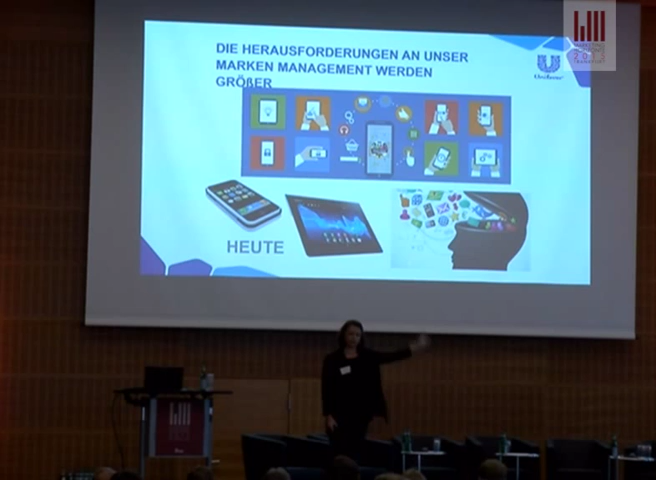 DIE HERAUSFORDERUNGEN AN UNSER
MARKEN MANAGEMENT WERDEN
GRÖßER
Unilever
HEUTE